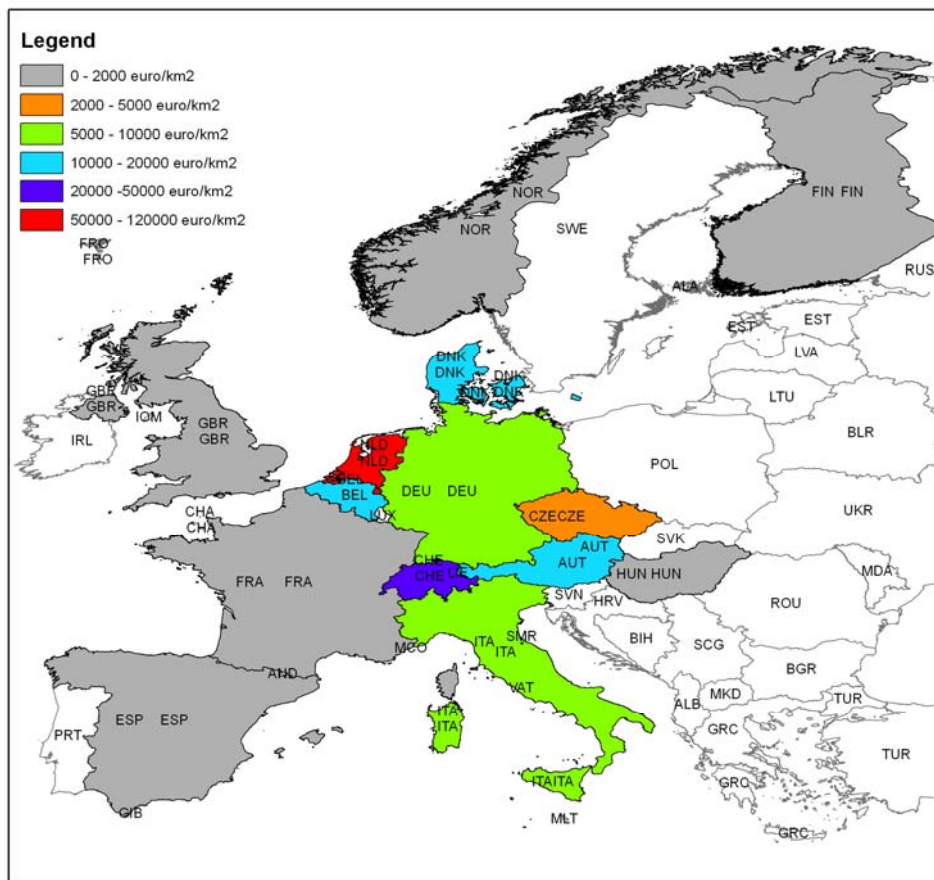 Legend
0 - 2000 euro/km2
2000 - 5000 euro/km2
5000 - 10000 euro/km2
10000 - 20000 euro/km2
20000 -50000 euro/km2
50000 - 120000 euro/km2
NOR
FIN FIN
NOR
SWE
FRO
FRO
RUS
ALA
EST
EST
DNK
LVA
DNK
DNK
DNK
DNK
LTU
GBR
GBR
IOM
GBR
GBR
IRL
BLR
NLD
NLD
POL
BEL
BEL
DEU DEU
LUX
CHA
CHA
CZECZE
UKR
SVK
AUT
AUT
CHE
CHE
LIE
FRA FRA
HUN HUN
MDA
SVN
HRV
ROU
ITA
SMR
ITA
MCO
BIH
SCG
AND
BGR
VAT
MKD
ALB
TUR
ITA
ITA
ESP ESP
PRT
GRC
TUR
GRC
ITAITA
GIB
MLT
GRC